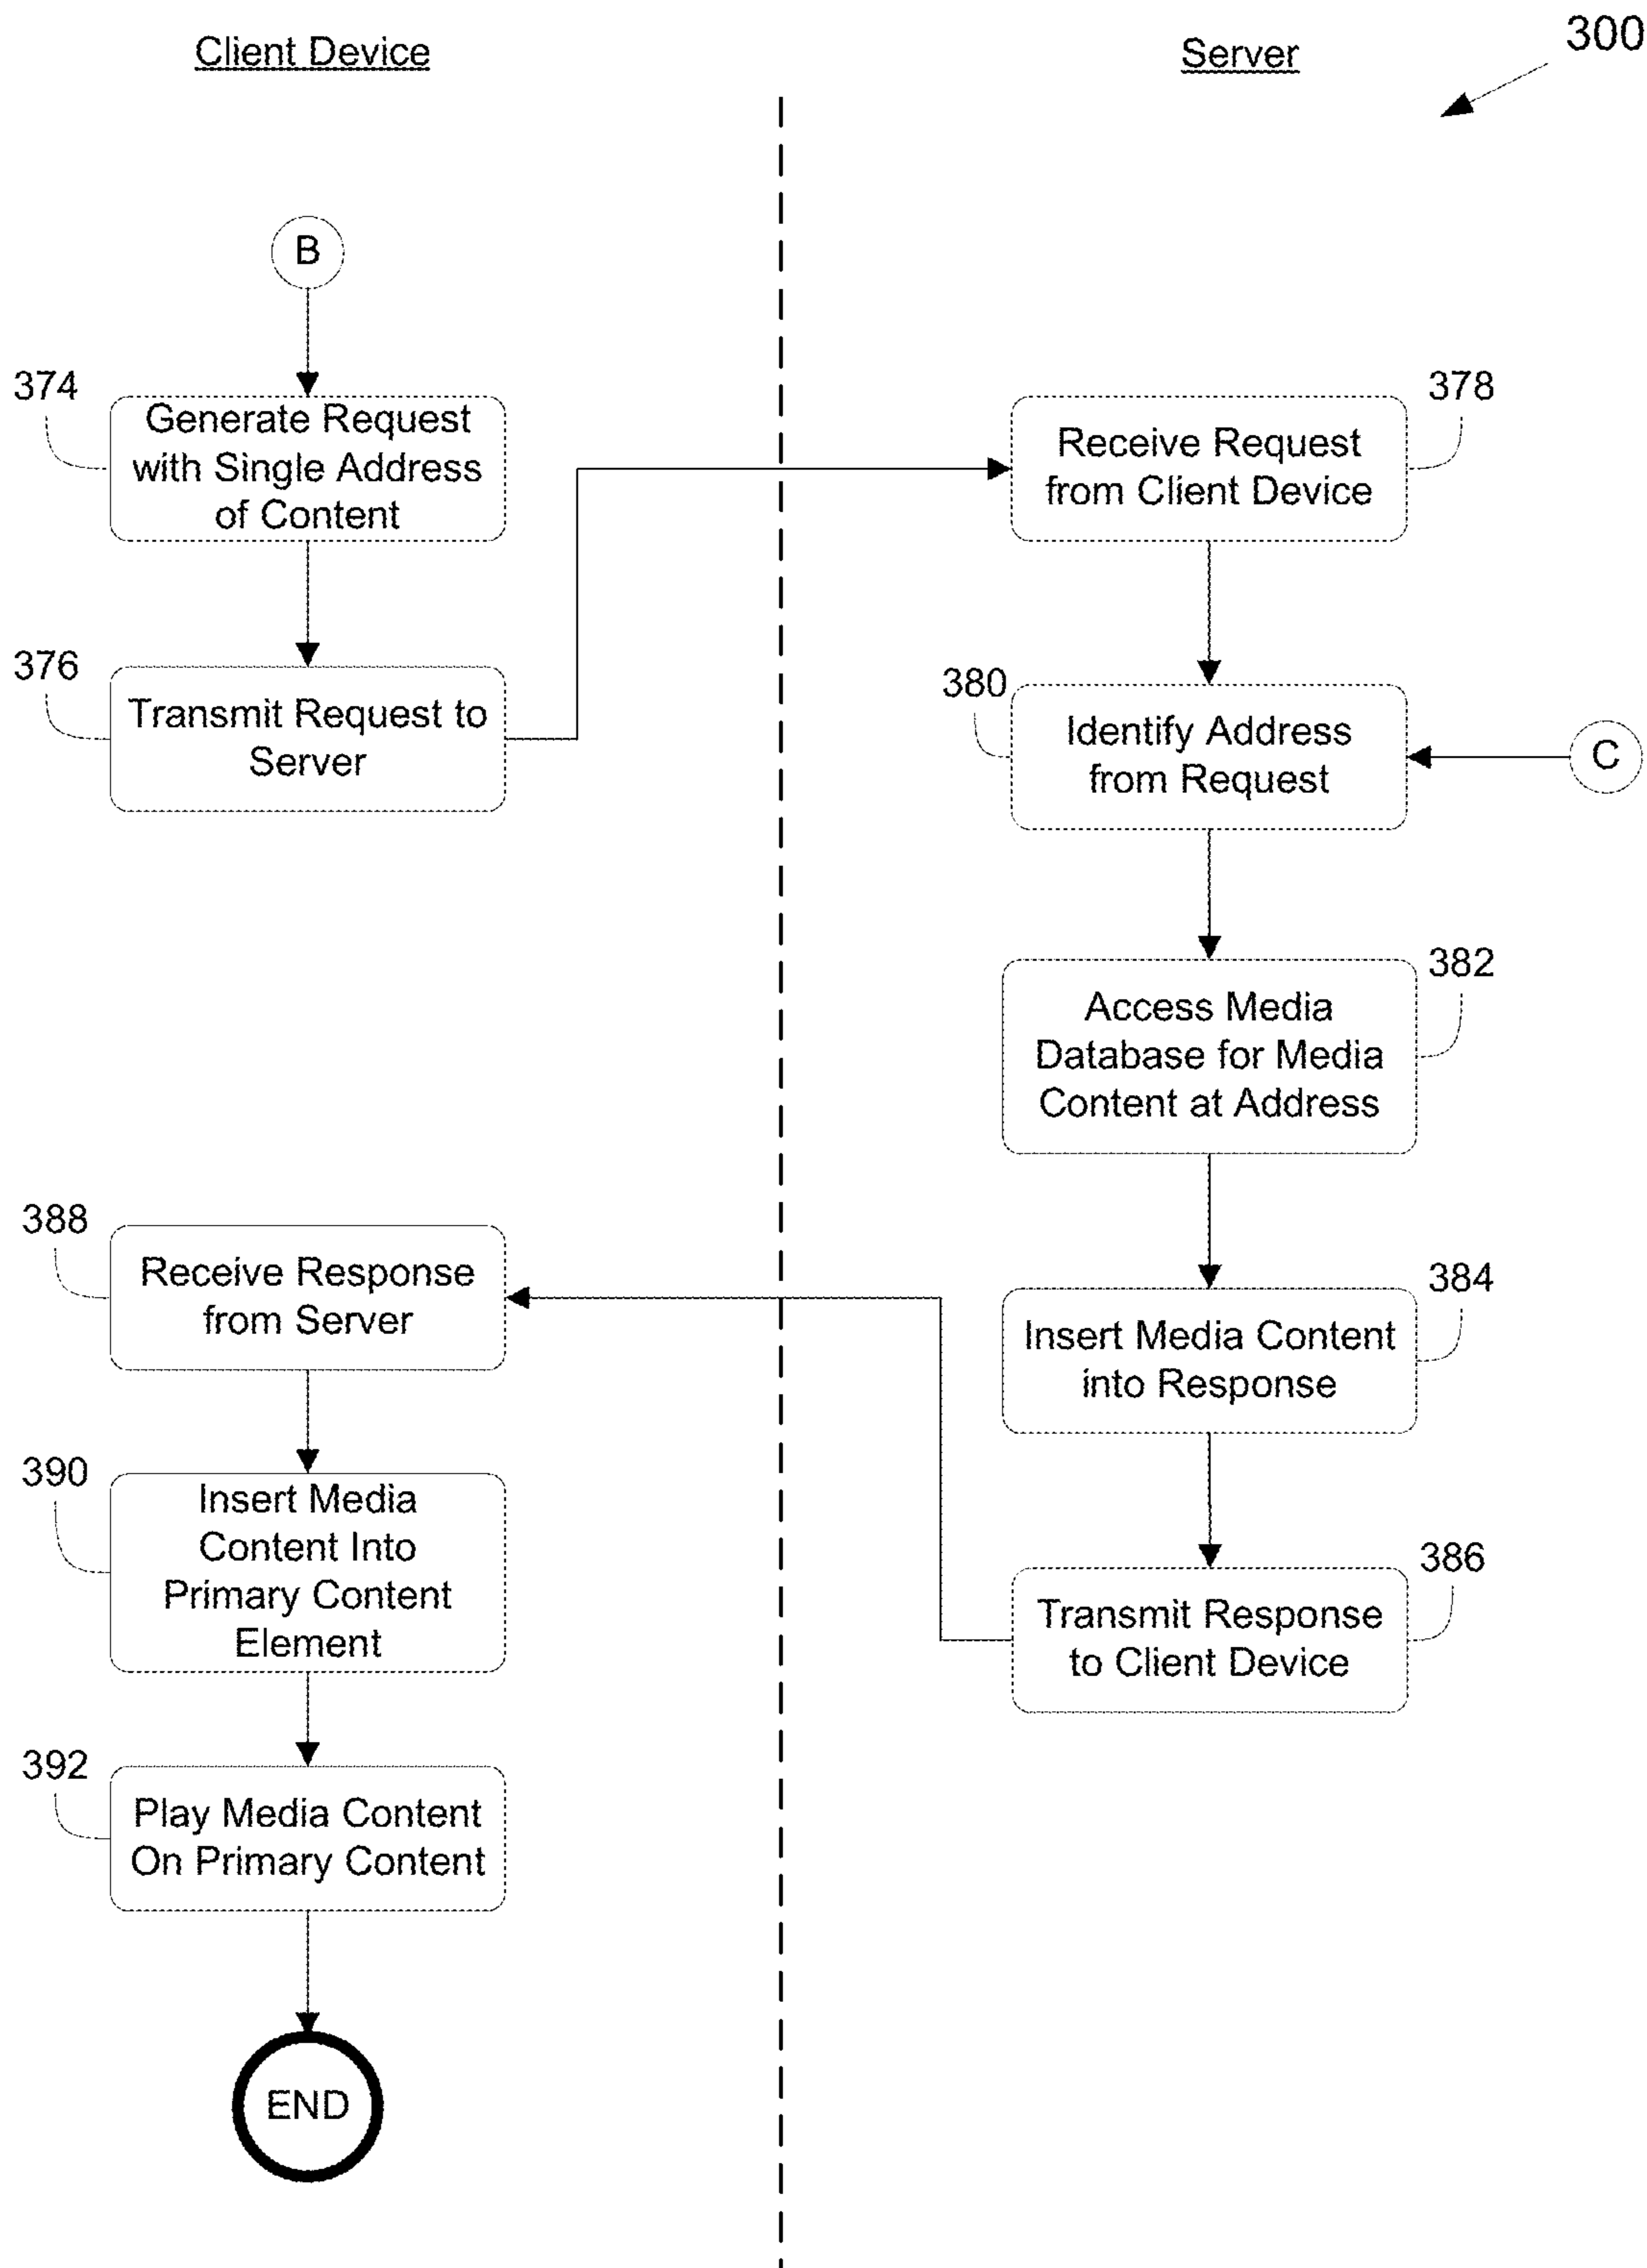 Client Device
Server
300
B
374
Generate Request
with Single Address
of Content
378
Receive Request
from Client Device
376
Transmit Request to
Server
380
Identify Address
from Request
C
382
Access Media
Database for Media
Content at Address
388
Receive Response
from Server
384
Insert Media Content
into Response
390
Insert Media
Content Into
Primary Content
Element
386
Transmit Response
to Client Device
392
Play Media Content
On Primary Content
END